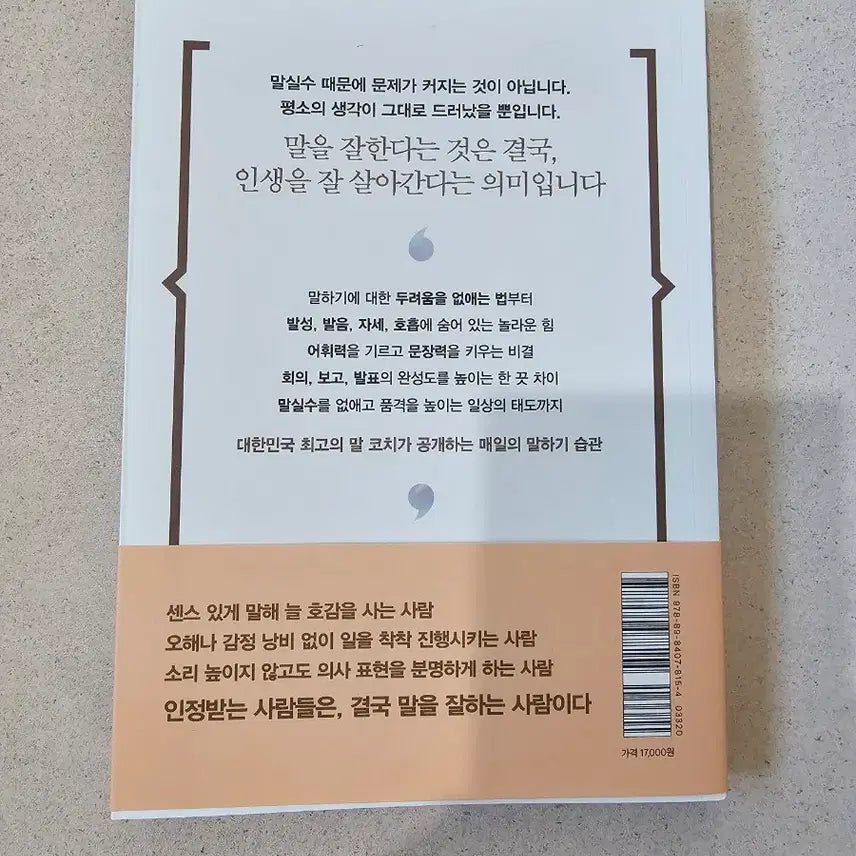 말실수 때문에 문제가 커지는 것이 아닙니다.
평소의 생각이 그대로 드러났을 뿐입니다.
말을 잘한다는 것은 결국,
인생을 잘 살아간다는 의미입니다
말하기에 대한 두려움을 없애는 법부터
발성, 발음, 자세, 호흡에 숨어 있는 놀라운 힘
어휘력을 기르고 문장력을 키우는 비결
회의, 보고, 발표의 완성도를 높이는 한 끗 차이
말실수를 없애고 품격을 높이는 일상의 태도까지
대한민국 최고의 말 코치가 공개하는 매일의 말하기 습관
센스 있게 말해 늘 호감을 사는 사람
오해나 감정 낭비 없이 일을 착착 진행시키는 사람
소리 높이지 않고도 의사 표현을 분명하게 하는 사람
인정받는 사람들은, 결국 말을 잘하는 사람이다
ISBN 978-89-8407-815-4
03320
가격 17,000원